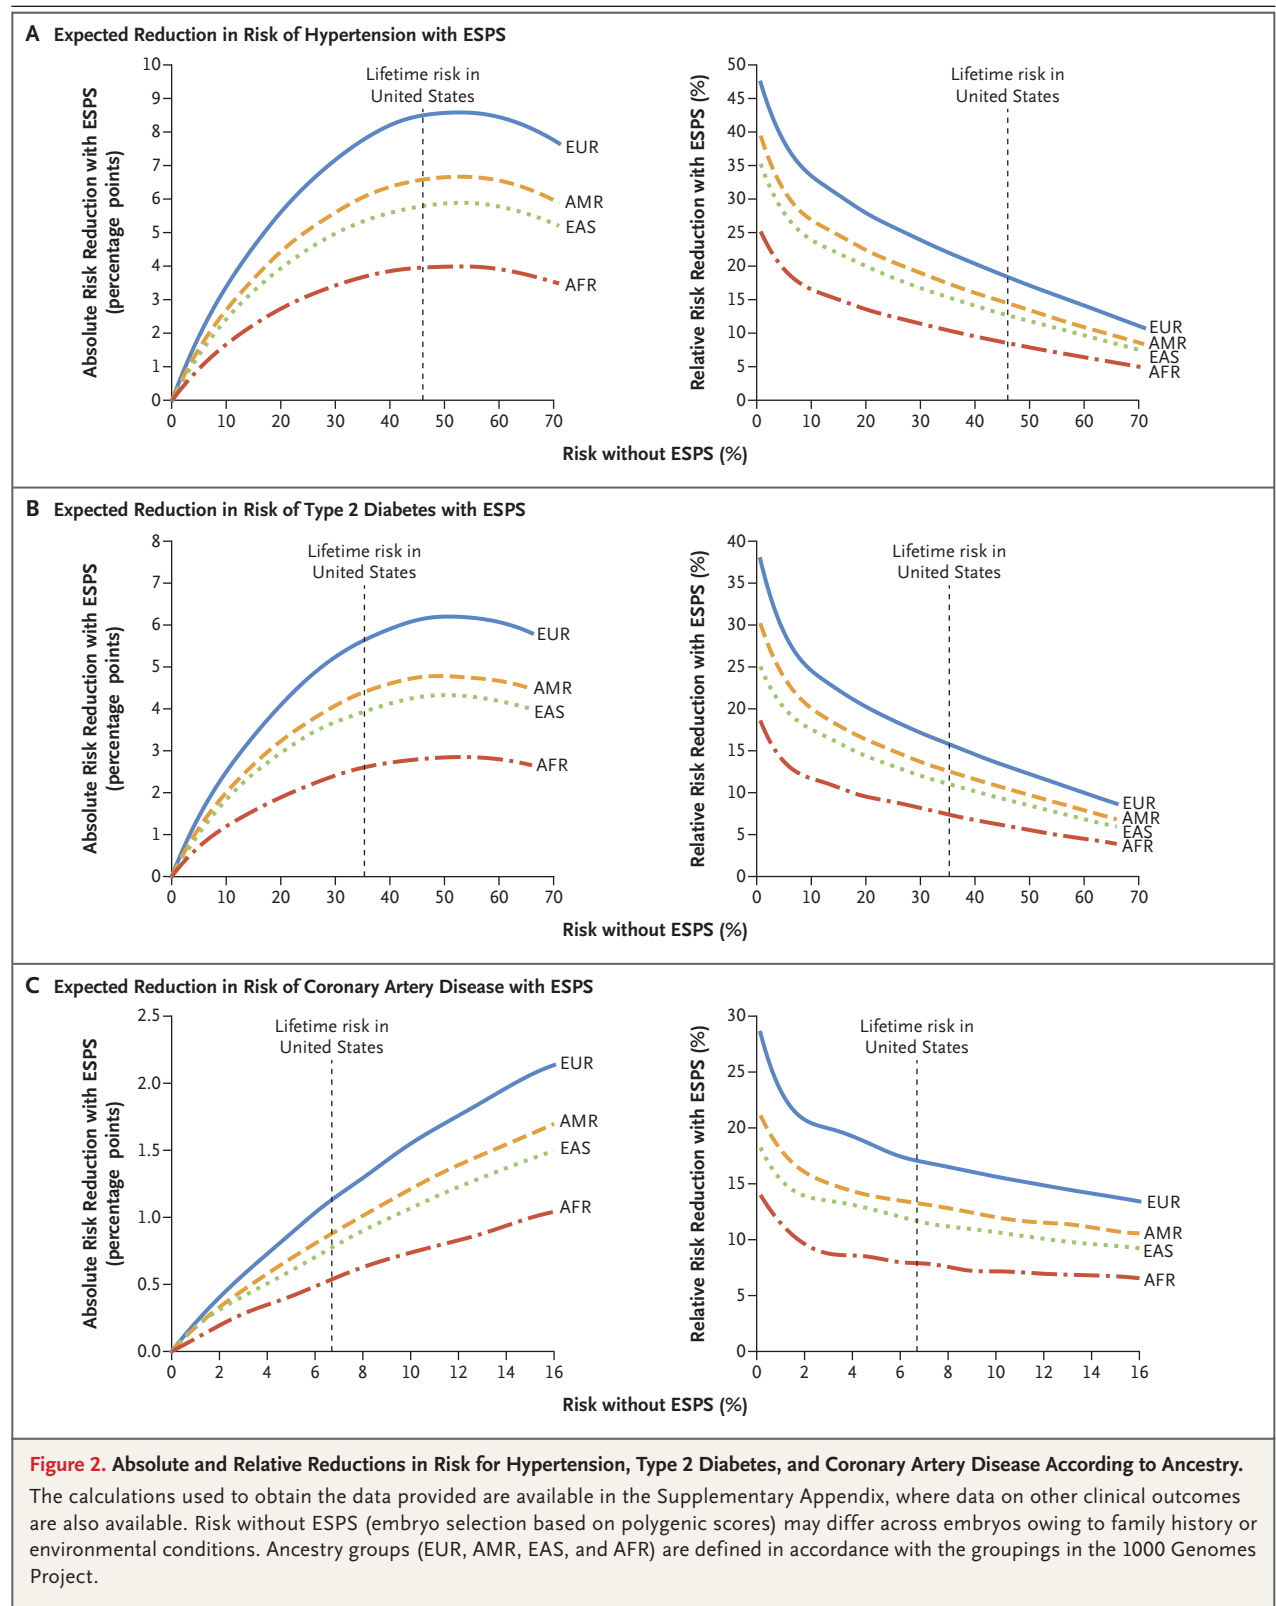 A Expected Reduction in Risk of Hypertension with ESPS
Absolute Risk Reduction with ESPS
(percentage points)
10
9
8
7
6
5
4
3
2
1
0
Lifetime risk in
United States
EUR
AMR
EAS
AFR
0 10 20 30 40 50 60 70
Relative Risk Reduction with ESPS (%)
50
45
40
35
30
25
20
15
10
5
0
Lifetime risk in
United States
EUR
AMR
EAS
AFR
0 10 20 30 40 50 60 70
Risk without ESPS (%)
B Expected Reduction in Risk of Type 2 Diabetes with ESPS
Absolute Risk Reduction with ESPS
(percentage points)
8
7
6
5
4
3
2
1
0
Lifetime risk in
United States
EUR
AMR
EAS
AFR
0 10 20 30 40 50 60 70
Relative Risk Reduction with ESPS (%)
40
35
30
25
20
15
10
5
0
Lifetime risk in
United States
EUR
AMR
EAS
AFR
0 10 20 30 40 50 60 70
Risk without ESPS (%)
C Expected Reduction in Risk of Coronary Artery Disease with ESPS
Absolute Risk Reduction with ESPS
(percentage points)
2.5
2.0
1.5
1.0
0.5
0.0
Lifetime risk in
United States
EUR
AMR
EAS
AFR
0 2 4 6 8 10 12 14 16
Relative Risk Reduction with ESPS (%)
30
25
20
15
10
5
0
Lifetime risk in
United States
EUR
AMR
EAS
AFR
0 2 4 6 8 10 12 14 16
Risk without ESPS (%)
Figure 2. Absolute and Relative Reductions in Risk for Hypertension, Type 2 Diabetes, and Coronary Artery Disease According to Ancestry.
The calculations used to obtain the data provided are available in the Supplementary Appendix, where data on other clinical outcomes
are also available. Risk without ESPS (embryo selection based on polygenic scores) may differ across embryos owing to family history or
environmental conditions. Ancestry groups (EUR, AMR, EAS, and AFR) are defined in accordance with the groupings in the 1000 Genomes
Project.